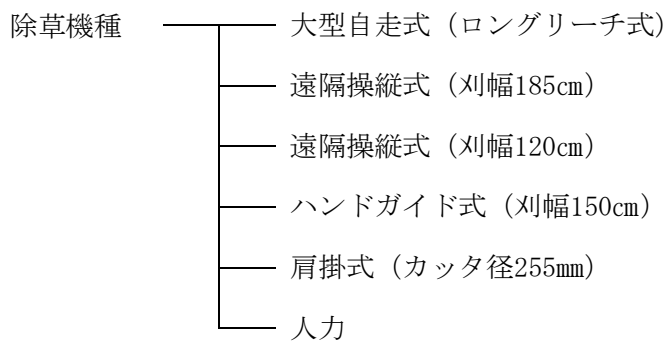 除草機種
大型自走式（ロングリーチ式）
遠隔操縦式（刈幅185㎝）
遠隔操縦式（刈幅120㎝）
ハンドガイド式（刈幅150㎝）
肩掛式（カッタ径255㎜）
人力